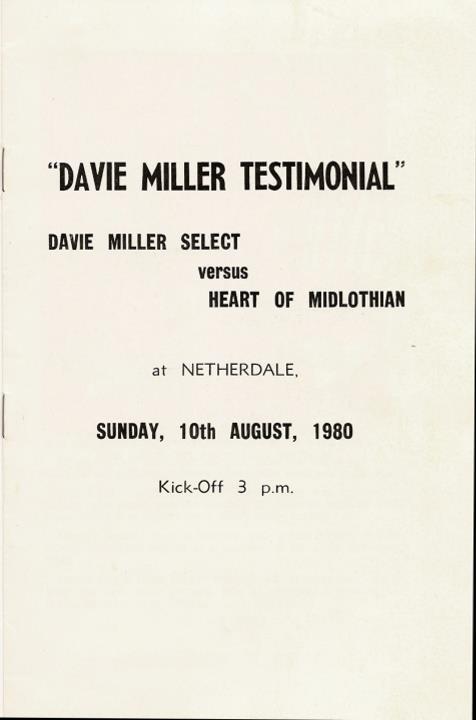 “DAVIE MILLER TESTIMONIAL”
DAVIE MILLER SELECT
versus
HEART OF MIDLOTHIAN
at NETHERDALE,
SUNDAY, 10th AUGUST, 1980
Kick-Off 3 p.m.